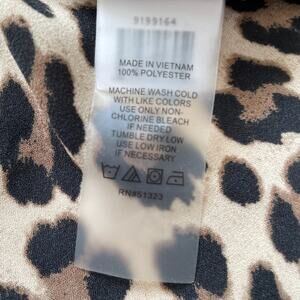 9199164
MADE IN VIETNAM
100% POLYESTER
MACHINE WASH COLD
WITH LIKE COLORS
USE ONLY NON-
CHLORINE BLEACH
IF NEEDED
TUMBLE DRY LOW
USE LOW IRON
IF NECESSARY
RN#51323